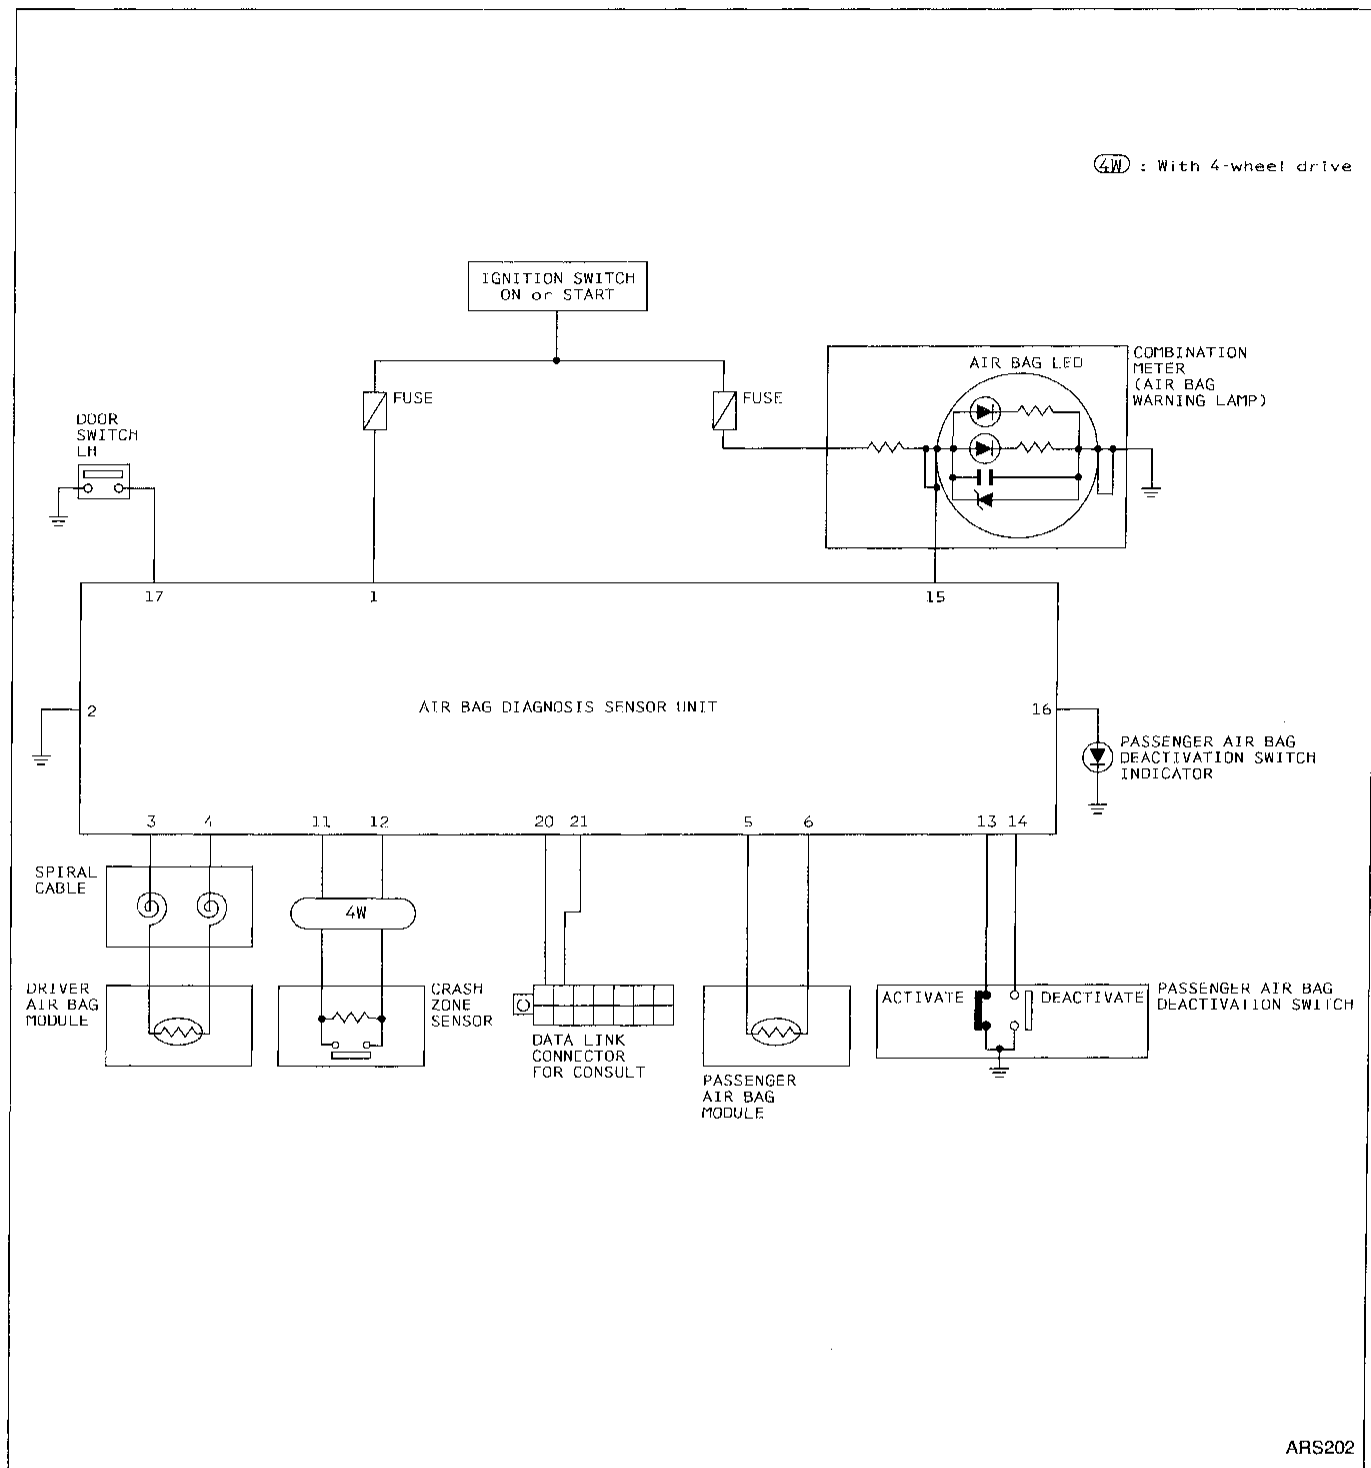 4W : With 4-wheel drive
IGNITION SWITCH
ON or START
FUSE
FUSE
AIR BAG LED
COMBINATION
METER
(AIR BAG
WARNING LAMP)
DOOR
SWITCH
LH
17
1
15
2
AIR BAG DIAGNOSIS SENSOR UNIT
16
PASSENGER AIR BAG
DEACTIVATION SWITCH
INDICATOR
3
4
11
12
20
21
5
6
13
14
SPIRAL
CABLE
4W
DRIVER
AIR BAG
MODULE
CRASH
ZONE
SENSOR
DATA LINK
CONNECTOR
FOR CONSULT
PASSENGER
AIR BAG
MODULE
ACTIVATE
DEACTIVATE
PASSENGER AIR BAG
DEACTIVATION SWITCH
ARS202